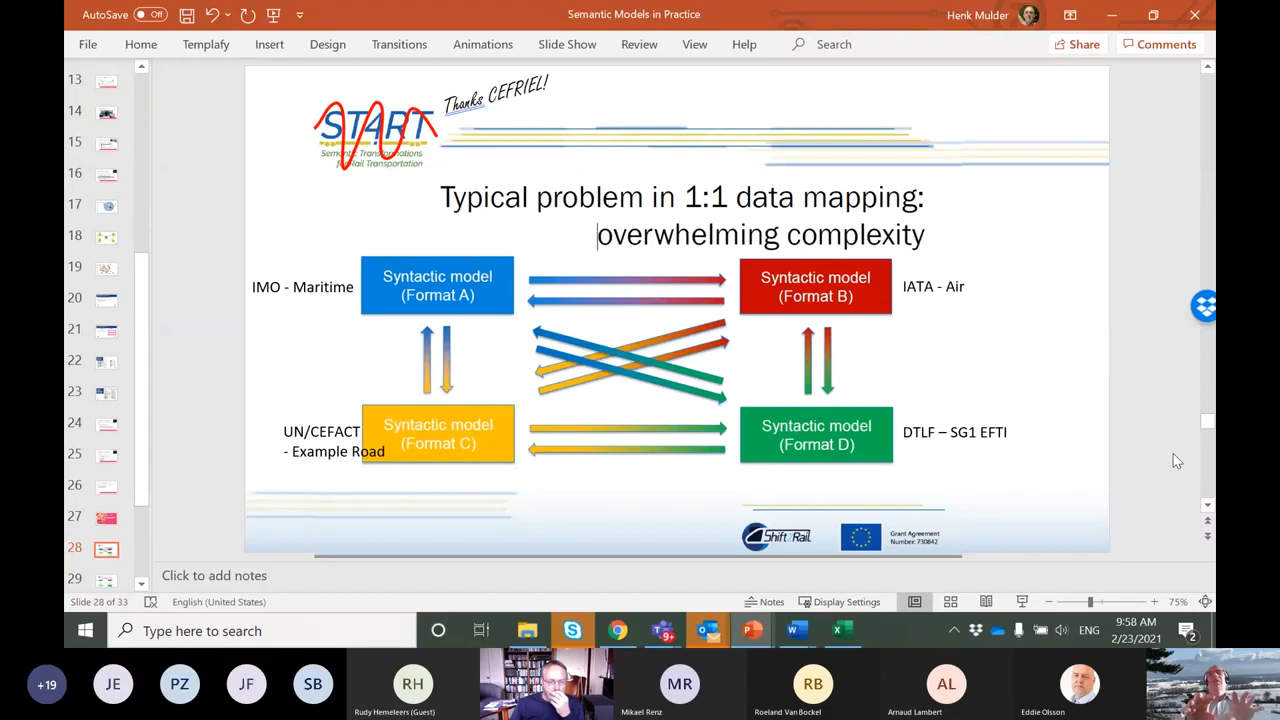 AutoSave Off
Semantic Models in Practice
Henk Mulder
File Home Templafy Insert Design Transitions Animations Slide Show Review View Help Search Share Comments
13
14
15
16
17
18
19
20
21
22
23
24
25
26
27
28
29
Thanks CEFRIEL!
ST4RT
Semantic Transformations
for Rail Transportation
Typical problem in 1:1 data mapping:
overwhelming complexity
IMO - Maritime
Syntactic model
(Format A)
Syntactic model
(Format B)
IATA - Air
UN/CEFACT
- Example Road
Syntactic model
(Format C)
Syntactic model
(Format D)
DTLF – SG1 EFTI
Shift2Rail
Grant Agreement
Number: 730842
Click to add notes
Slide 28 of 33 English (United States) Notes Display Settings 75%
Type here to search
9+
ENG
9:58 AM
2/23/2021
2
+19
JE
PZ
JF
SB
RH
Rudy Hemeleers (Guest)
MR
Mikael Renz
RB
Roeland Van Bockel
AL
Arnaud Lambert
Eddie Olsson